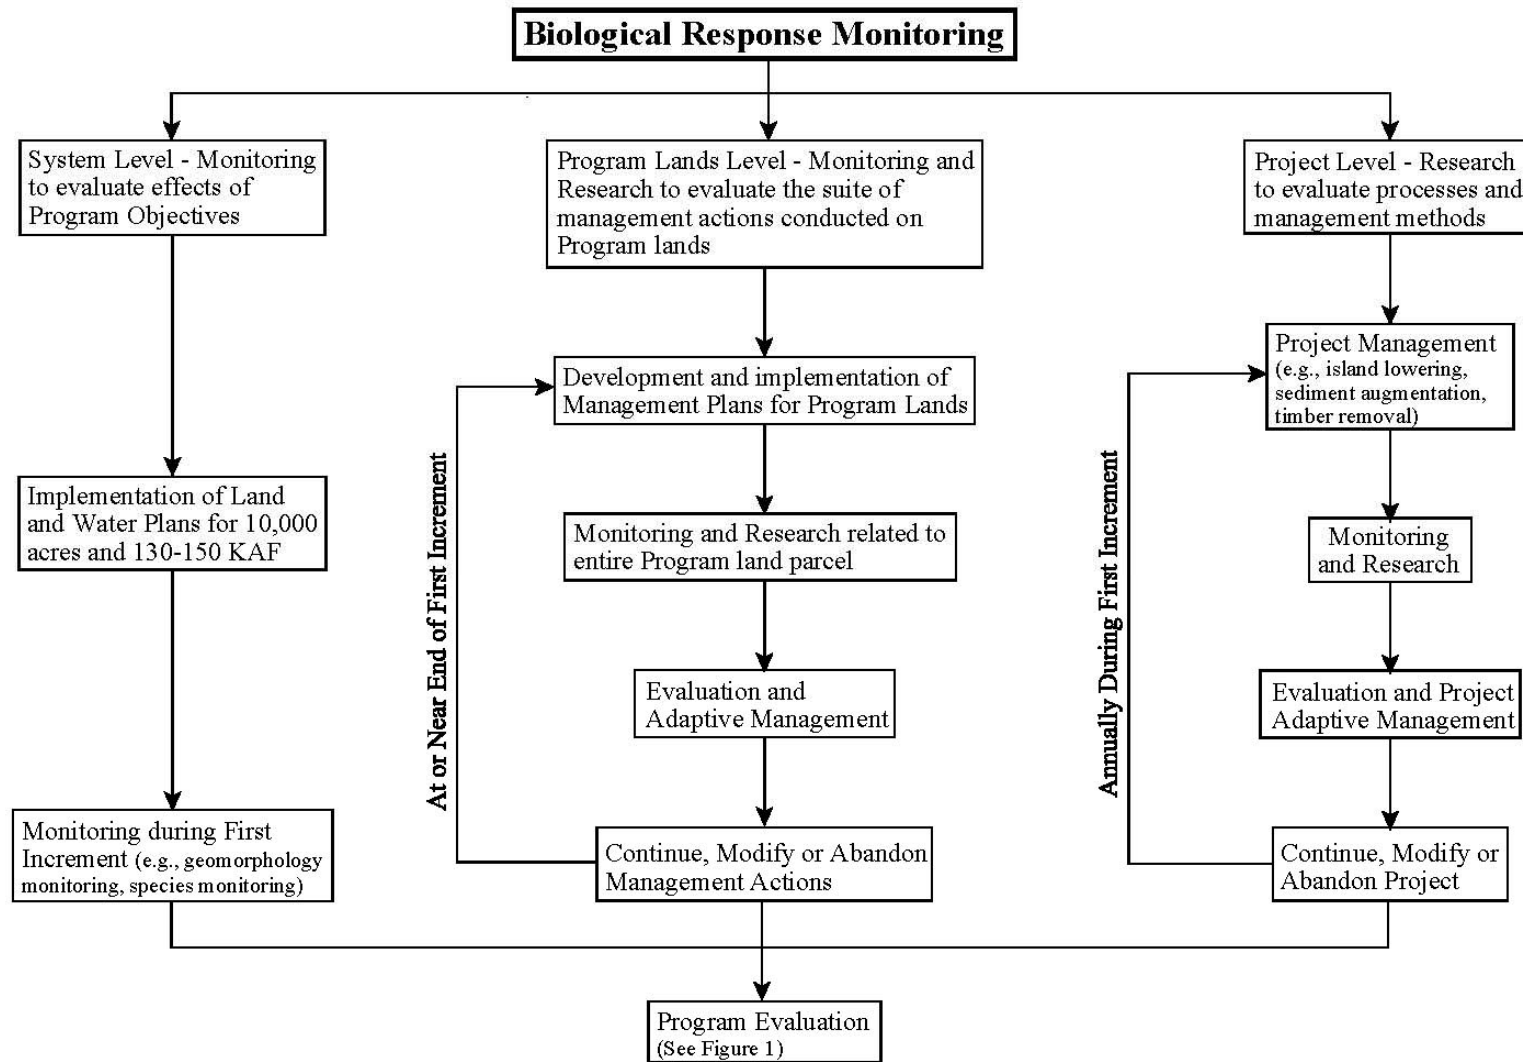 Biological Response Monitoring
System Level - Monitoring
to evaluate effects of
Program Objectives
Program Lands Level - Monitoring and
Research to evaluate the suite of
management actions conducted on
Program lands
Project Level - Research
to evaluate processes and
management methods
Implementation of Land
and Water Plans for 10,000
acres and 130-150 KAF
Monitoring during First
Increment (e.g., geomorphology
monitoring, species monitoring)
At or Near End of First Increment
Development and implementation of
Management Plans for Program Lands
Monitoring and Research related to
entire Program land parcel
Evaluation and
Adaptive Management
Continue, Modify or Abandon
Management Actions
Annually During First Increment
Project Management
(e.g., island lowering,
sediment augmentation,
timber removal)
Monitoring
and Research
Evaluation and Project
Adaptive Management
Continue, Modify or
Abandon Project
Program Evaluation
(See Figure 1)